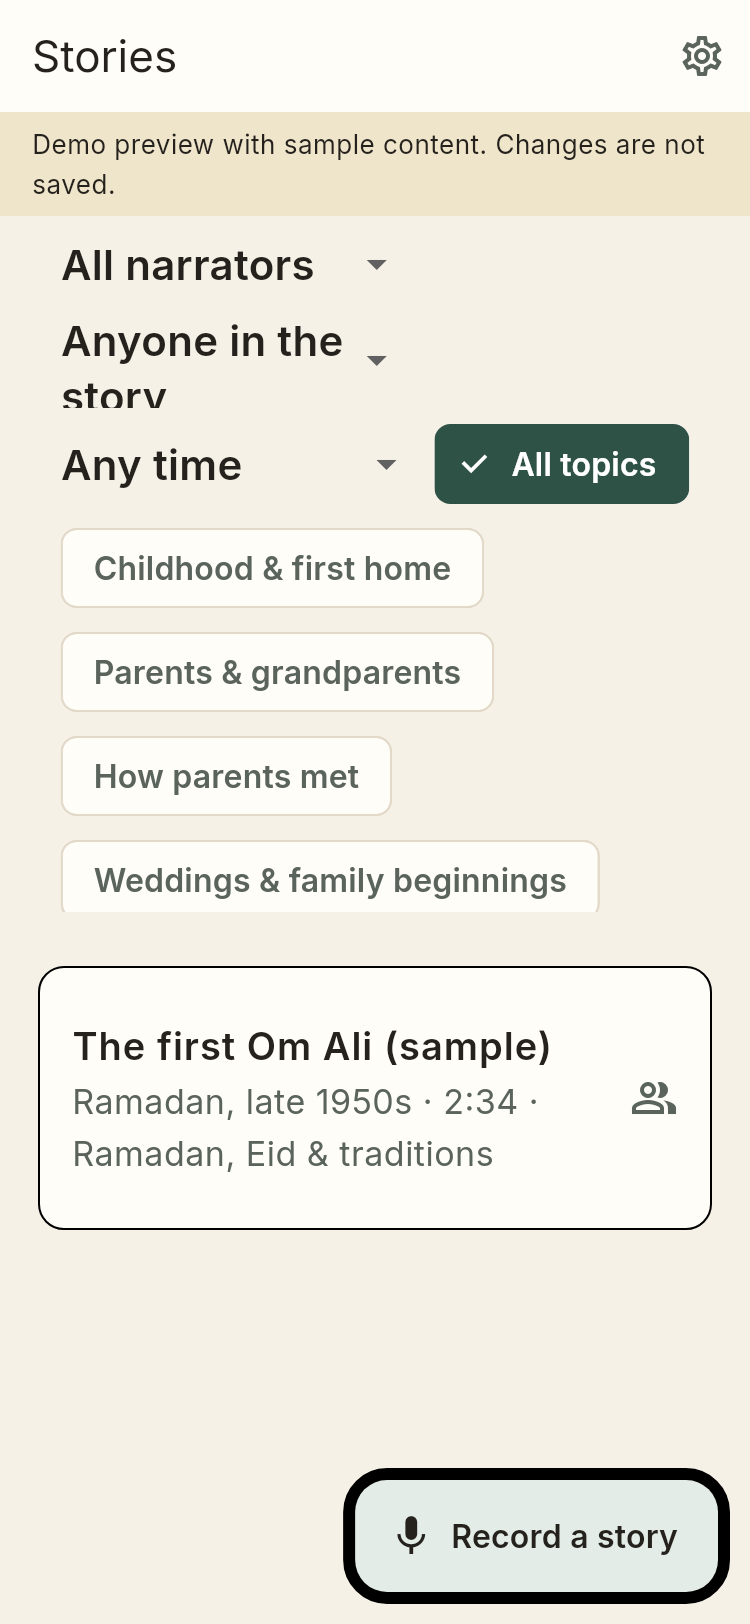 Stories
Demo preview with sample content. Changes are not
saved.
All narrators
Anyone in the
story
Any time
All topics
Childhood & first home
Parents & grandparents
How parents met
Weddings & family beginnings
The first Om Ali (sample)
Ramadan, late 1950s · 2:34 ·
Ramadan, Eid & traditions
Record a story